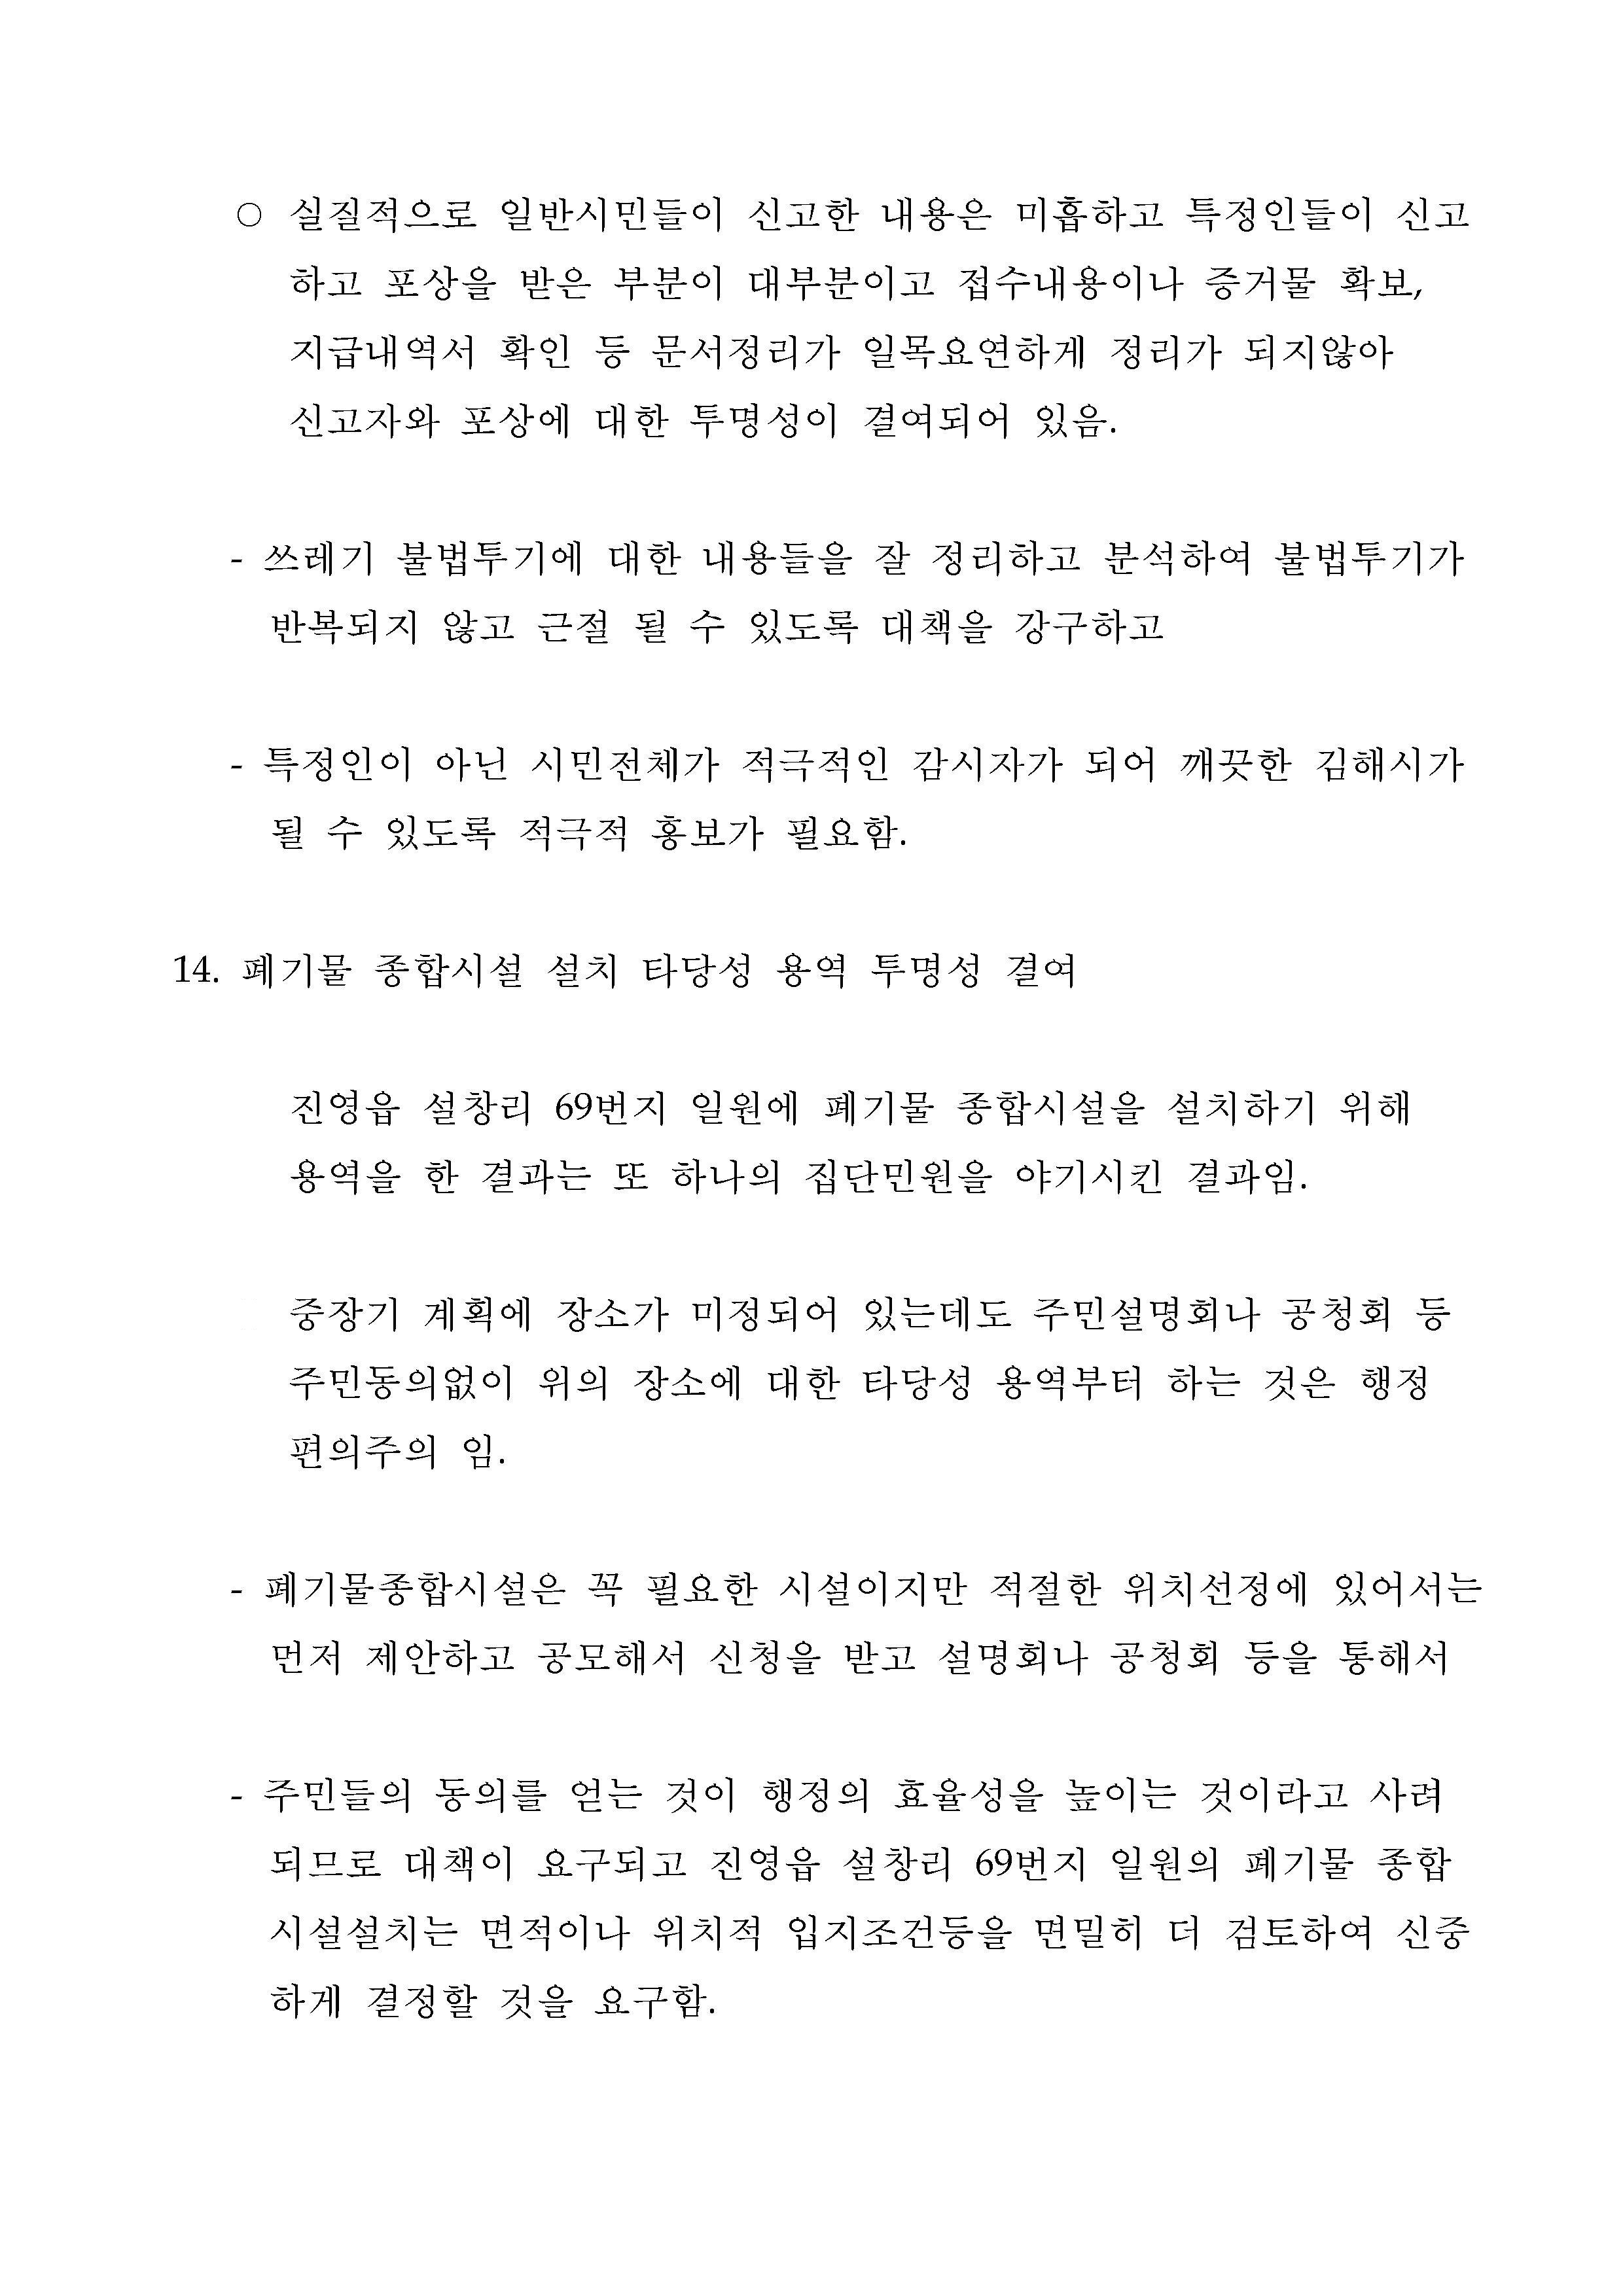 ○ 실질적으로 일반시민들이 신고한 내용은 미흡하고 특정인들이 신고
하고 포상을 받은 부분이 대부분이고 접수내용이나 증거물 확보,
지급내역서 확인 등 문서정리가 일목요연하게 정리가 되지않아
신고자와 포상에 대한 투명성이 결여되어 있음.
- 쓰레기 불법투기에 대한 내용들을 잘 정리하고 분석하여 불법투기가
반복되지 않고 근절 될 수 있도록 대책을 강구하고
- 특정인이 아닌 시민전체가 적극적인 감시자가 되어 깨끗한 김해시가
될 수 있도록 적극적 홍보가 필요함.
14. 폐기물 종합시설 설치 타당성 용역 투명성 결여
진영읍 설창리 69번지 일원에 폐기물 종합시설을 설치하기 위해
용역을 한 결과는 또 하나의 집단민원을 야기시킨 결과임.
중장기 계획에 장소가 미정되어 있는데도 주민설명회나 공청회 등
주민동의없이 위의 장소에 대한 타당성 용역부터 하는 것은 행정
편의주의 임.
- 폐기물종합시설은 꼭 필요한 시설이지만 적절한 위치선정에 있어서는
먼저 제안하고 공모해서 신청을 받고 설명회나 공청회 등을 통해서
- 주민들의 동의를 얻는 것이 행정의 효율성을 높이는 것이라고 사려
되므로 대책이 요구되고 진영읍 설창리 69번지 일원의 폐기물 종합
시설설치는 면적이나 위치적 입지조건등을 면밀히 더 검토하여 신중
하게 결정할 것을 요구함.